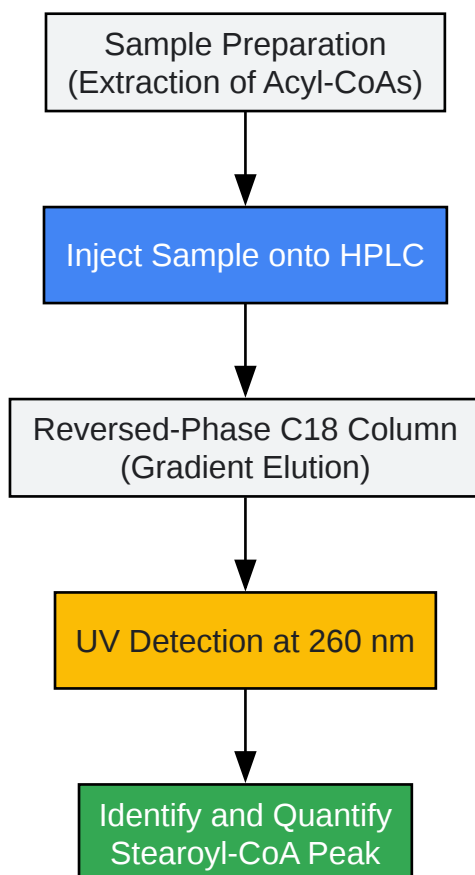 Sample Preparation
(Extraction of Acyl-CoAs)
Inject Sample onto HPLC
Reversed-Phase C18 Column
(Gradient Elution)
UV Detection at 260 nm
Identify and Quantify
Stearoyl-CoA Peak